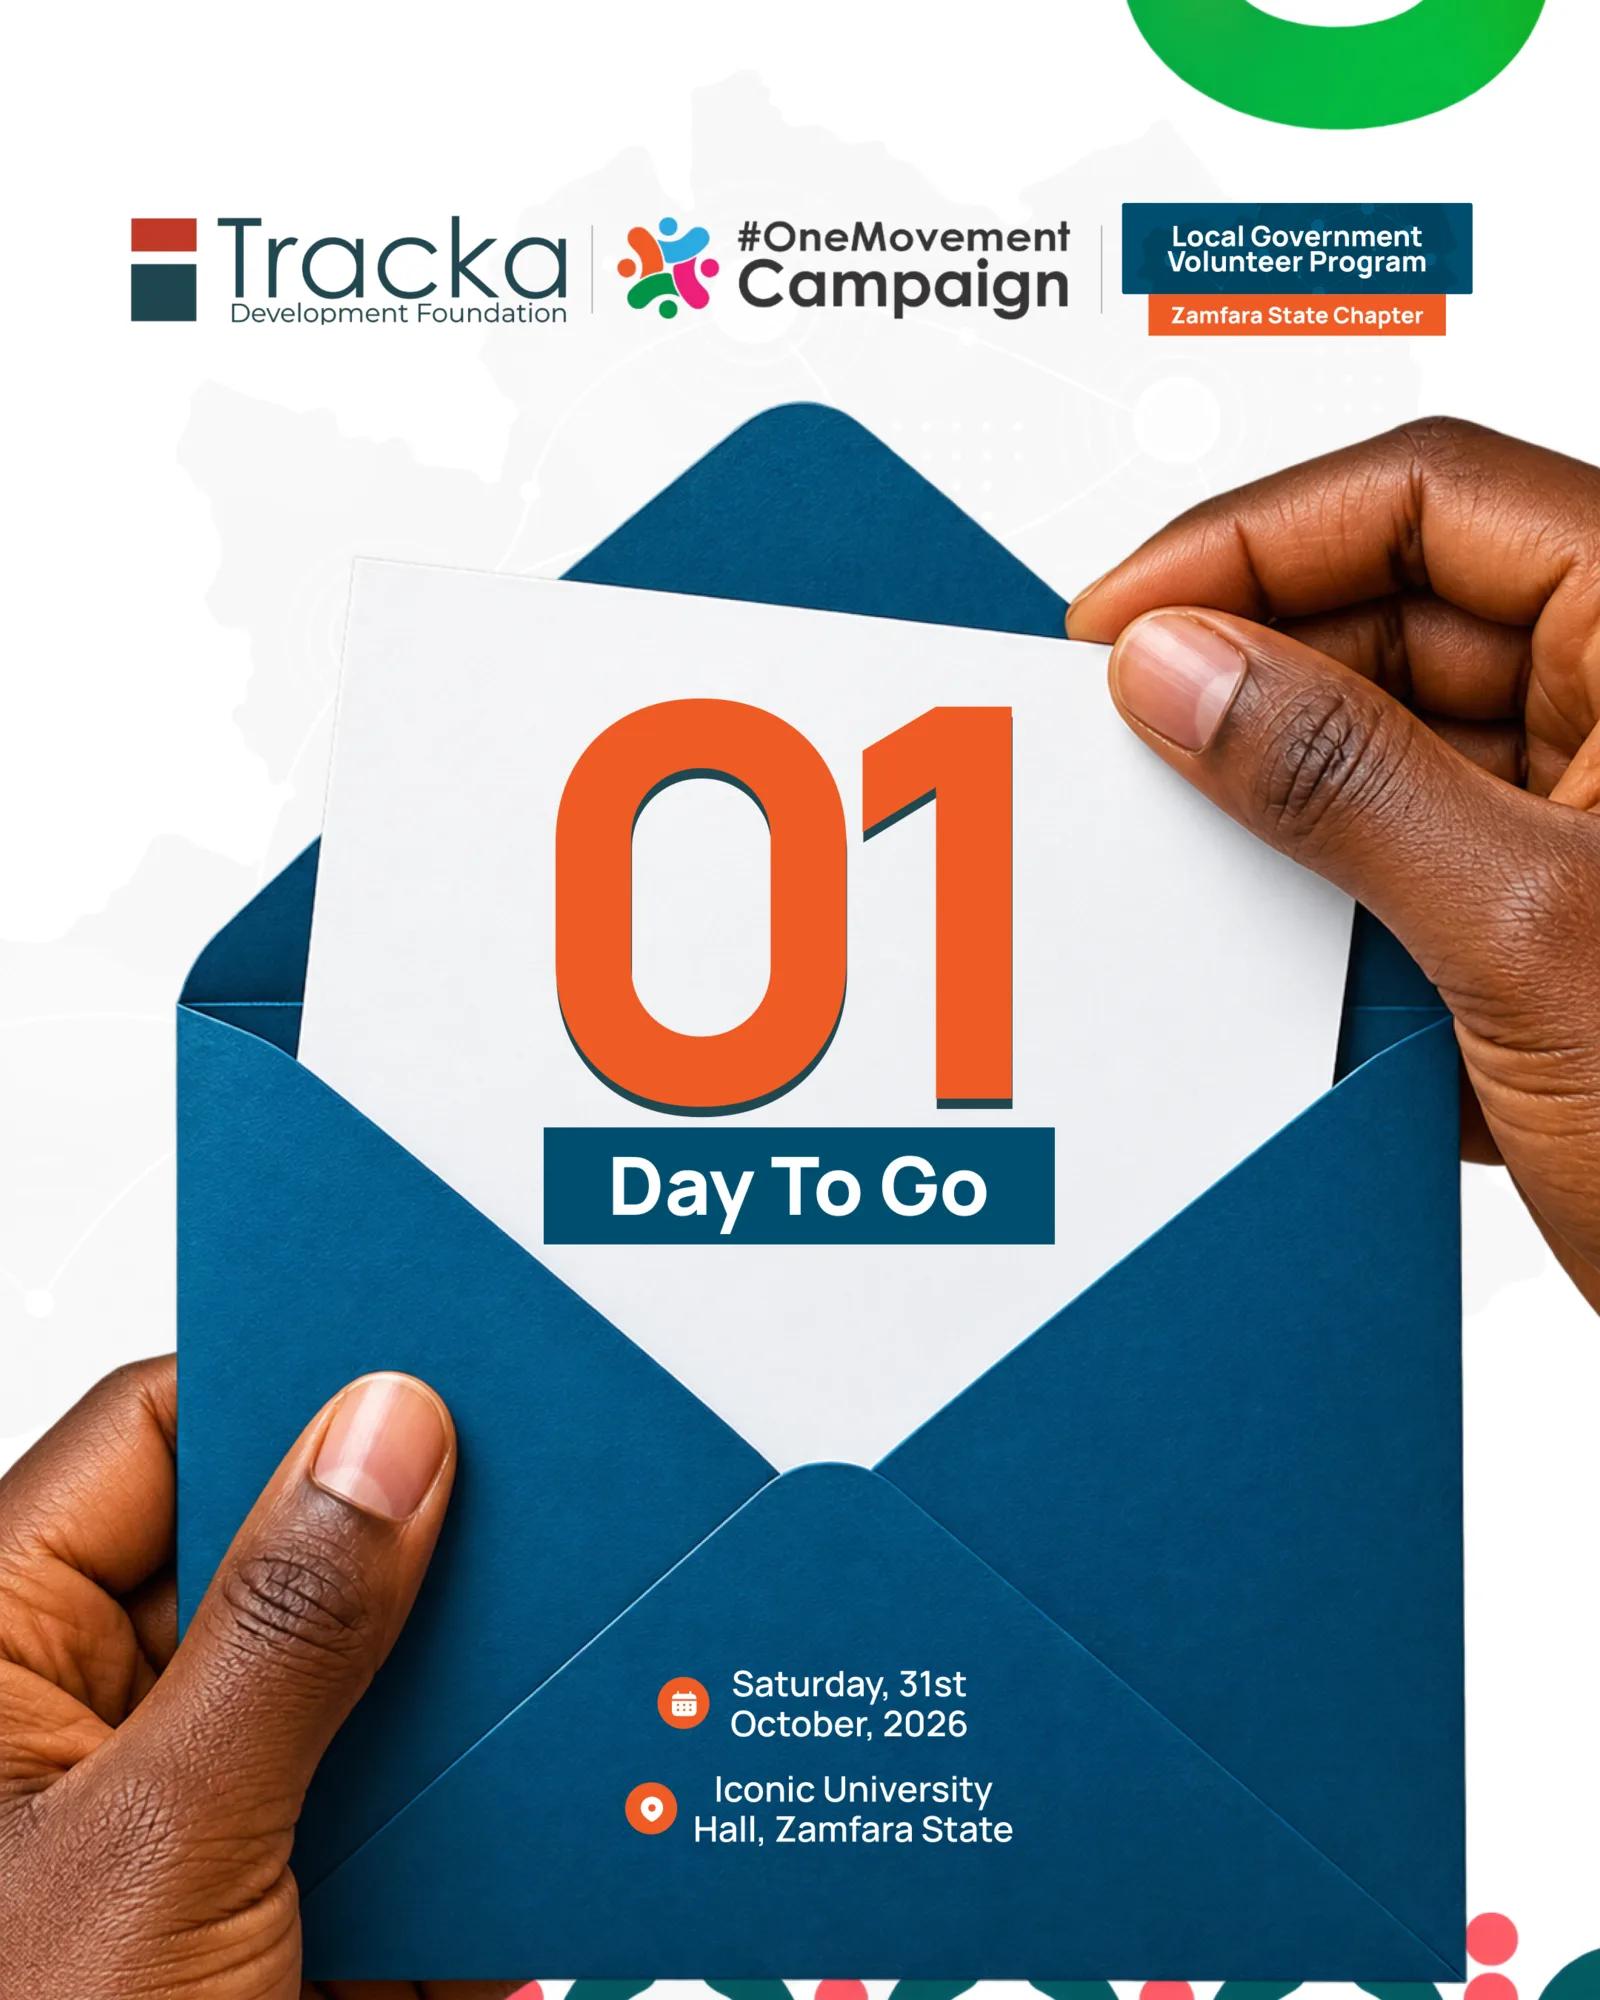 Tracka
Development Foundation
#OneMovement
Campaign
Local Government
Volunteer Program
Zamfara State Chapter
01
Day To Go
Saturday, 31st
October, 2026
Iconic University
Hall, Zamfara State